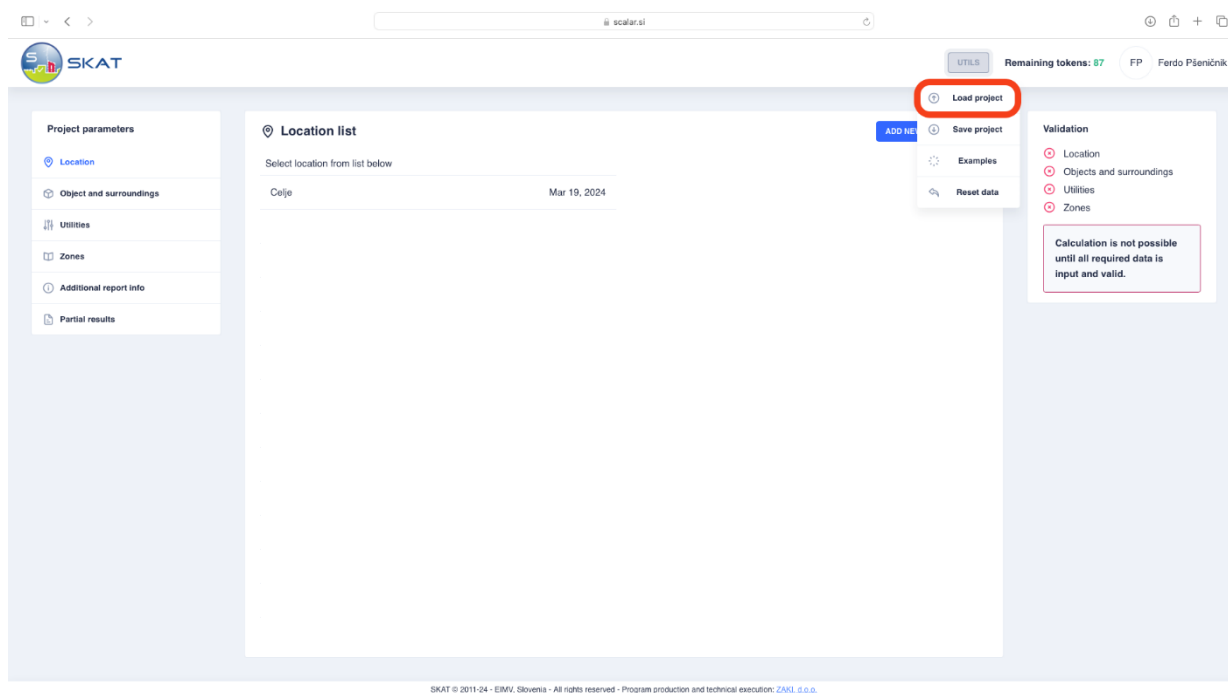 scalar.si
SKAT
UTILS
Remaining tokens: 87
FP
Ferdo Pšeničnik
Load project
Save project
Examples
Reset data
Project parameters
Location
Object and surroundings
Utilities
Zones
Additional report info
Partial results
Location list
ADD NE
Select location from list below
Celje Mar 19, 2024
Validation
Location
Objects and surroundings
Utilities
Zones
Calculation is not possible
until all required data is
input and valid.
SKAT © 2011-24 - EIMV, Slovenia - All rights reserved - Program production and technical execution: ZAKL d.o.o.